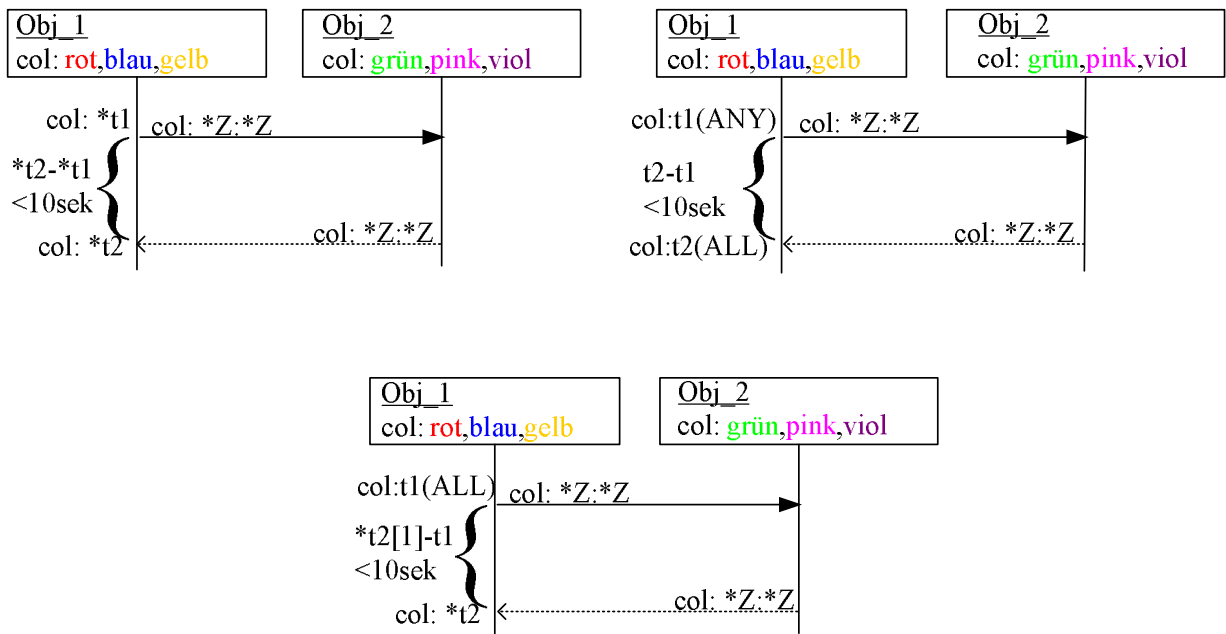 Obj_1
col: rot,blau,gelb
Obj_2
col: grün,pink,viol
col: *t1
col: *Z:*Z
*t2-*t1
<10sek
col: *Z:*Z
col: *t2
Obj_1
col: rot,blau,gelb
Obj_2
col: grün,pink,viol
col:t1(ANY)
col: *Z:*Z
t2-t1
<10sek
col: *Z:*Z
col:t2(ALL)
Obj_1
col: rot,blau,gelb
Obj_2
col: grün,pink,viol
col:t1(ALL)
col: *Z:*Z
*t2[1]-t1
<10sek
col: *Z:*Z
col: *t2